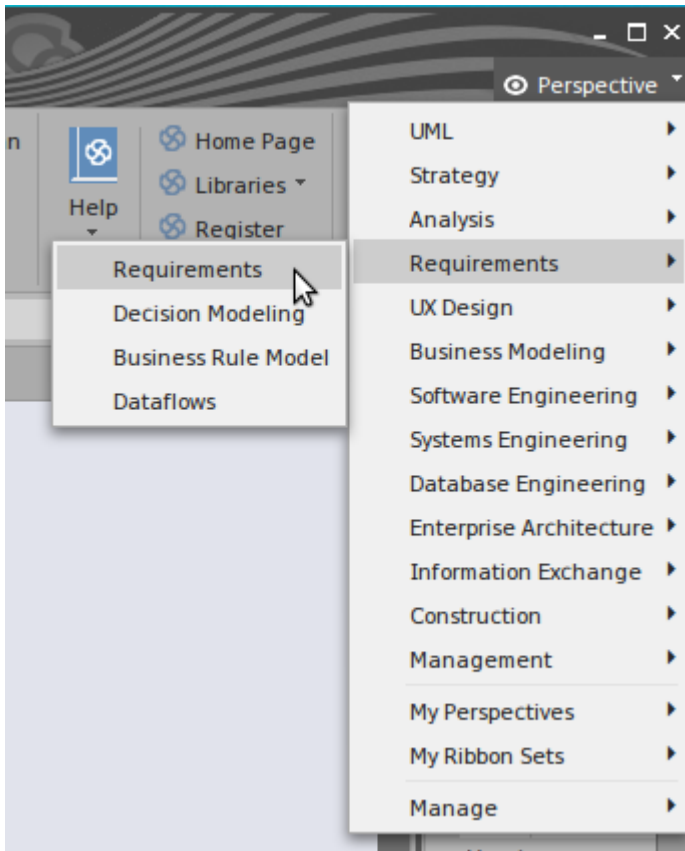 Perspective
n
Help
Home Page
Libraries
Register
UML
Strategy
Analysis
Requirements
UX Design
Business Modeling
Software Engineering
Systems Engineering
Database Engineering
Enterprise Architecture
Information Exchange
Construction
Management
My Perspectives
My Ribbon Sets
Manage
Requirements
Decision Modeling
Business Rule Model
Dataflows